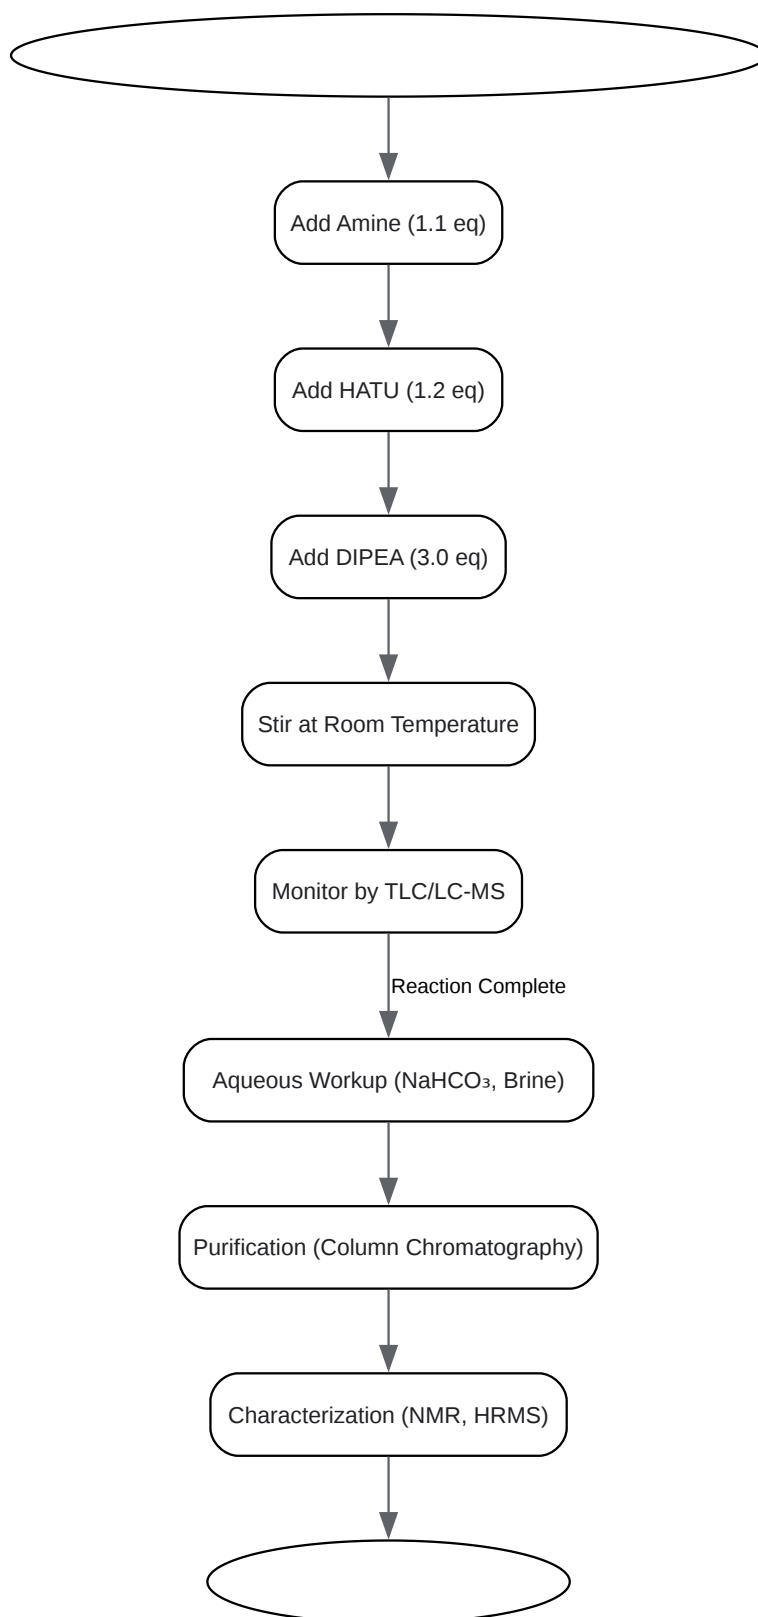 Add Amine (1.1 eq)
Add HATU (1.2 eq)
Add DIPEA (3.0 eq)
Stir at Room Temperature
Monitor by TLC/LC-MS
Reaction Complete
Aqueous Workup (NaHCO₃, Brine)
Purification (Column Chromatography)
Characterization (NMR, HRMS)